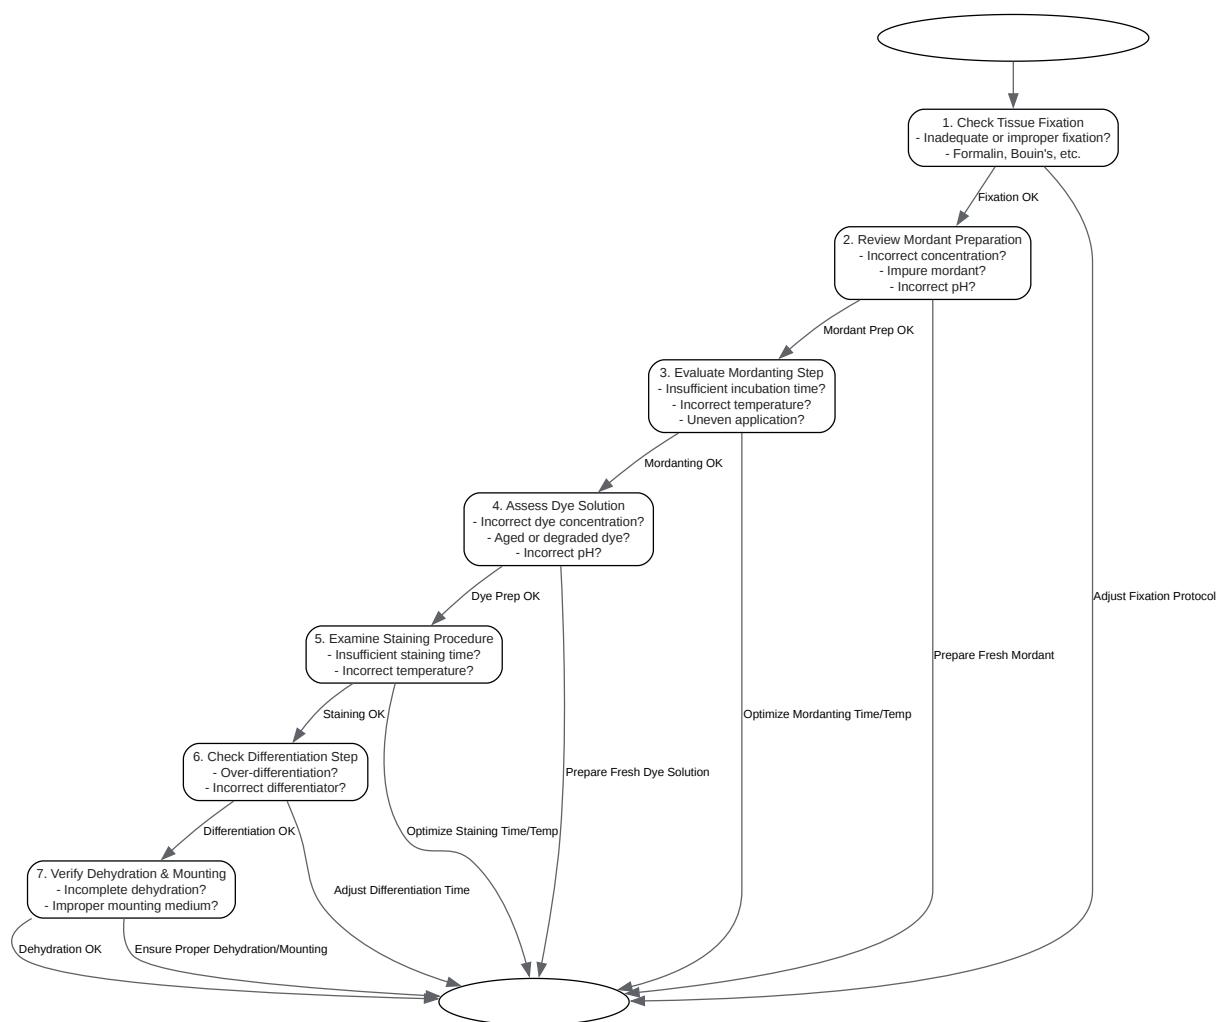 1. Check Tissue Fixation
- Inadequate or improper fixation?
- Formalin, Bouin's, etc.
Fixation OK
2. Review Mordant Preparation
- Incorrect concentration?
- Impure mordant?
- Incorrect pH?
Mordant Prep OK
3. Evaluate Mordanting Step
- Insufficient incubation time?
- Incorrect temperature?
- Uneven application?
Mordanting OK
4. Assess Dye Solution
- Incorrect dye concentration?
- Aged or degraded dye?
- Incorrect pH?
Dye Prep OK
Adjust Fixation Protocol
5. Examine Staining Procedure
- Insufficient staining time?
- Incorrect temperature?
Prepare Fresh Mordant
Staining OK
Optimize Mordanting Time/Temp
6. Check Differentiation Step
- Over-differentiation?
- Incorrect differentiator?
Prepare Fresh Dye Solution
Differentiation OK
Optimize Staining Time/Temp
7. Verify Dehydration & Mounting
- Incomplete dehydration?
- Improper mounting medium?
Adjust Differentiation Time
Dehydration OK
Ensure Proper Dehydration/Mounting